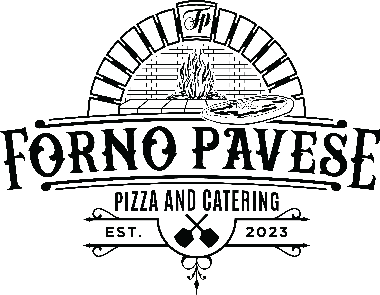 Fp
FORNO PAVESE
PIZZA AND CATERING
EST. 2023